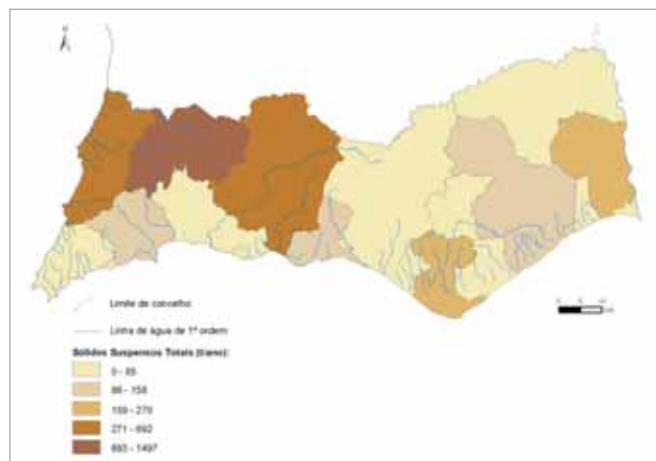 N
Limite de concelho
Linha de água de 1ª ordem
Sólidos Suspensos Totais (t/ano):
0 - 85
86 - 158
159 - 270
271 - 692
693 - 1497